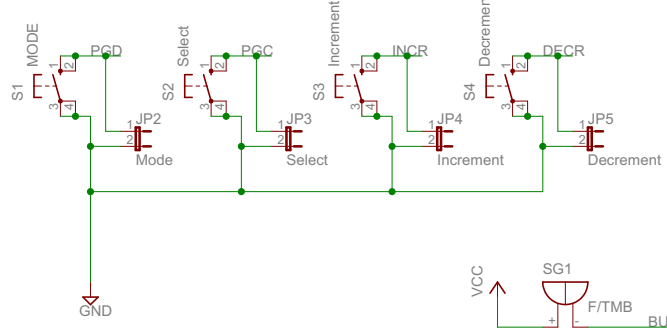 MODE
PGD
1
2
S1
3
4
JP2
1
2
Mode
Select
PGC
1
2
S2
3
4
JP3
1
2
Select
Increment
INCR
1
2
S3
3
4
JP4
1
2
Increment
Decrement
DECR
1
2
S4
3
4
JP5
1
2
Decrement
GND
VCC
SG1
F/TMB
+
-
BU